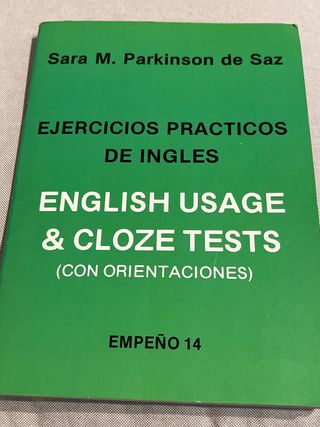 Sara M. Parkinson de Saz
EJERCICIOS PRACTICOS
DE INGLES
ENGLISH USAGE
& CLOZE TESTS
(CON ORIENTACIONES)
EMPEÑO 14